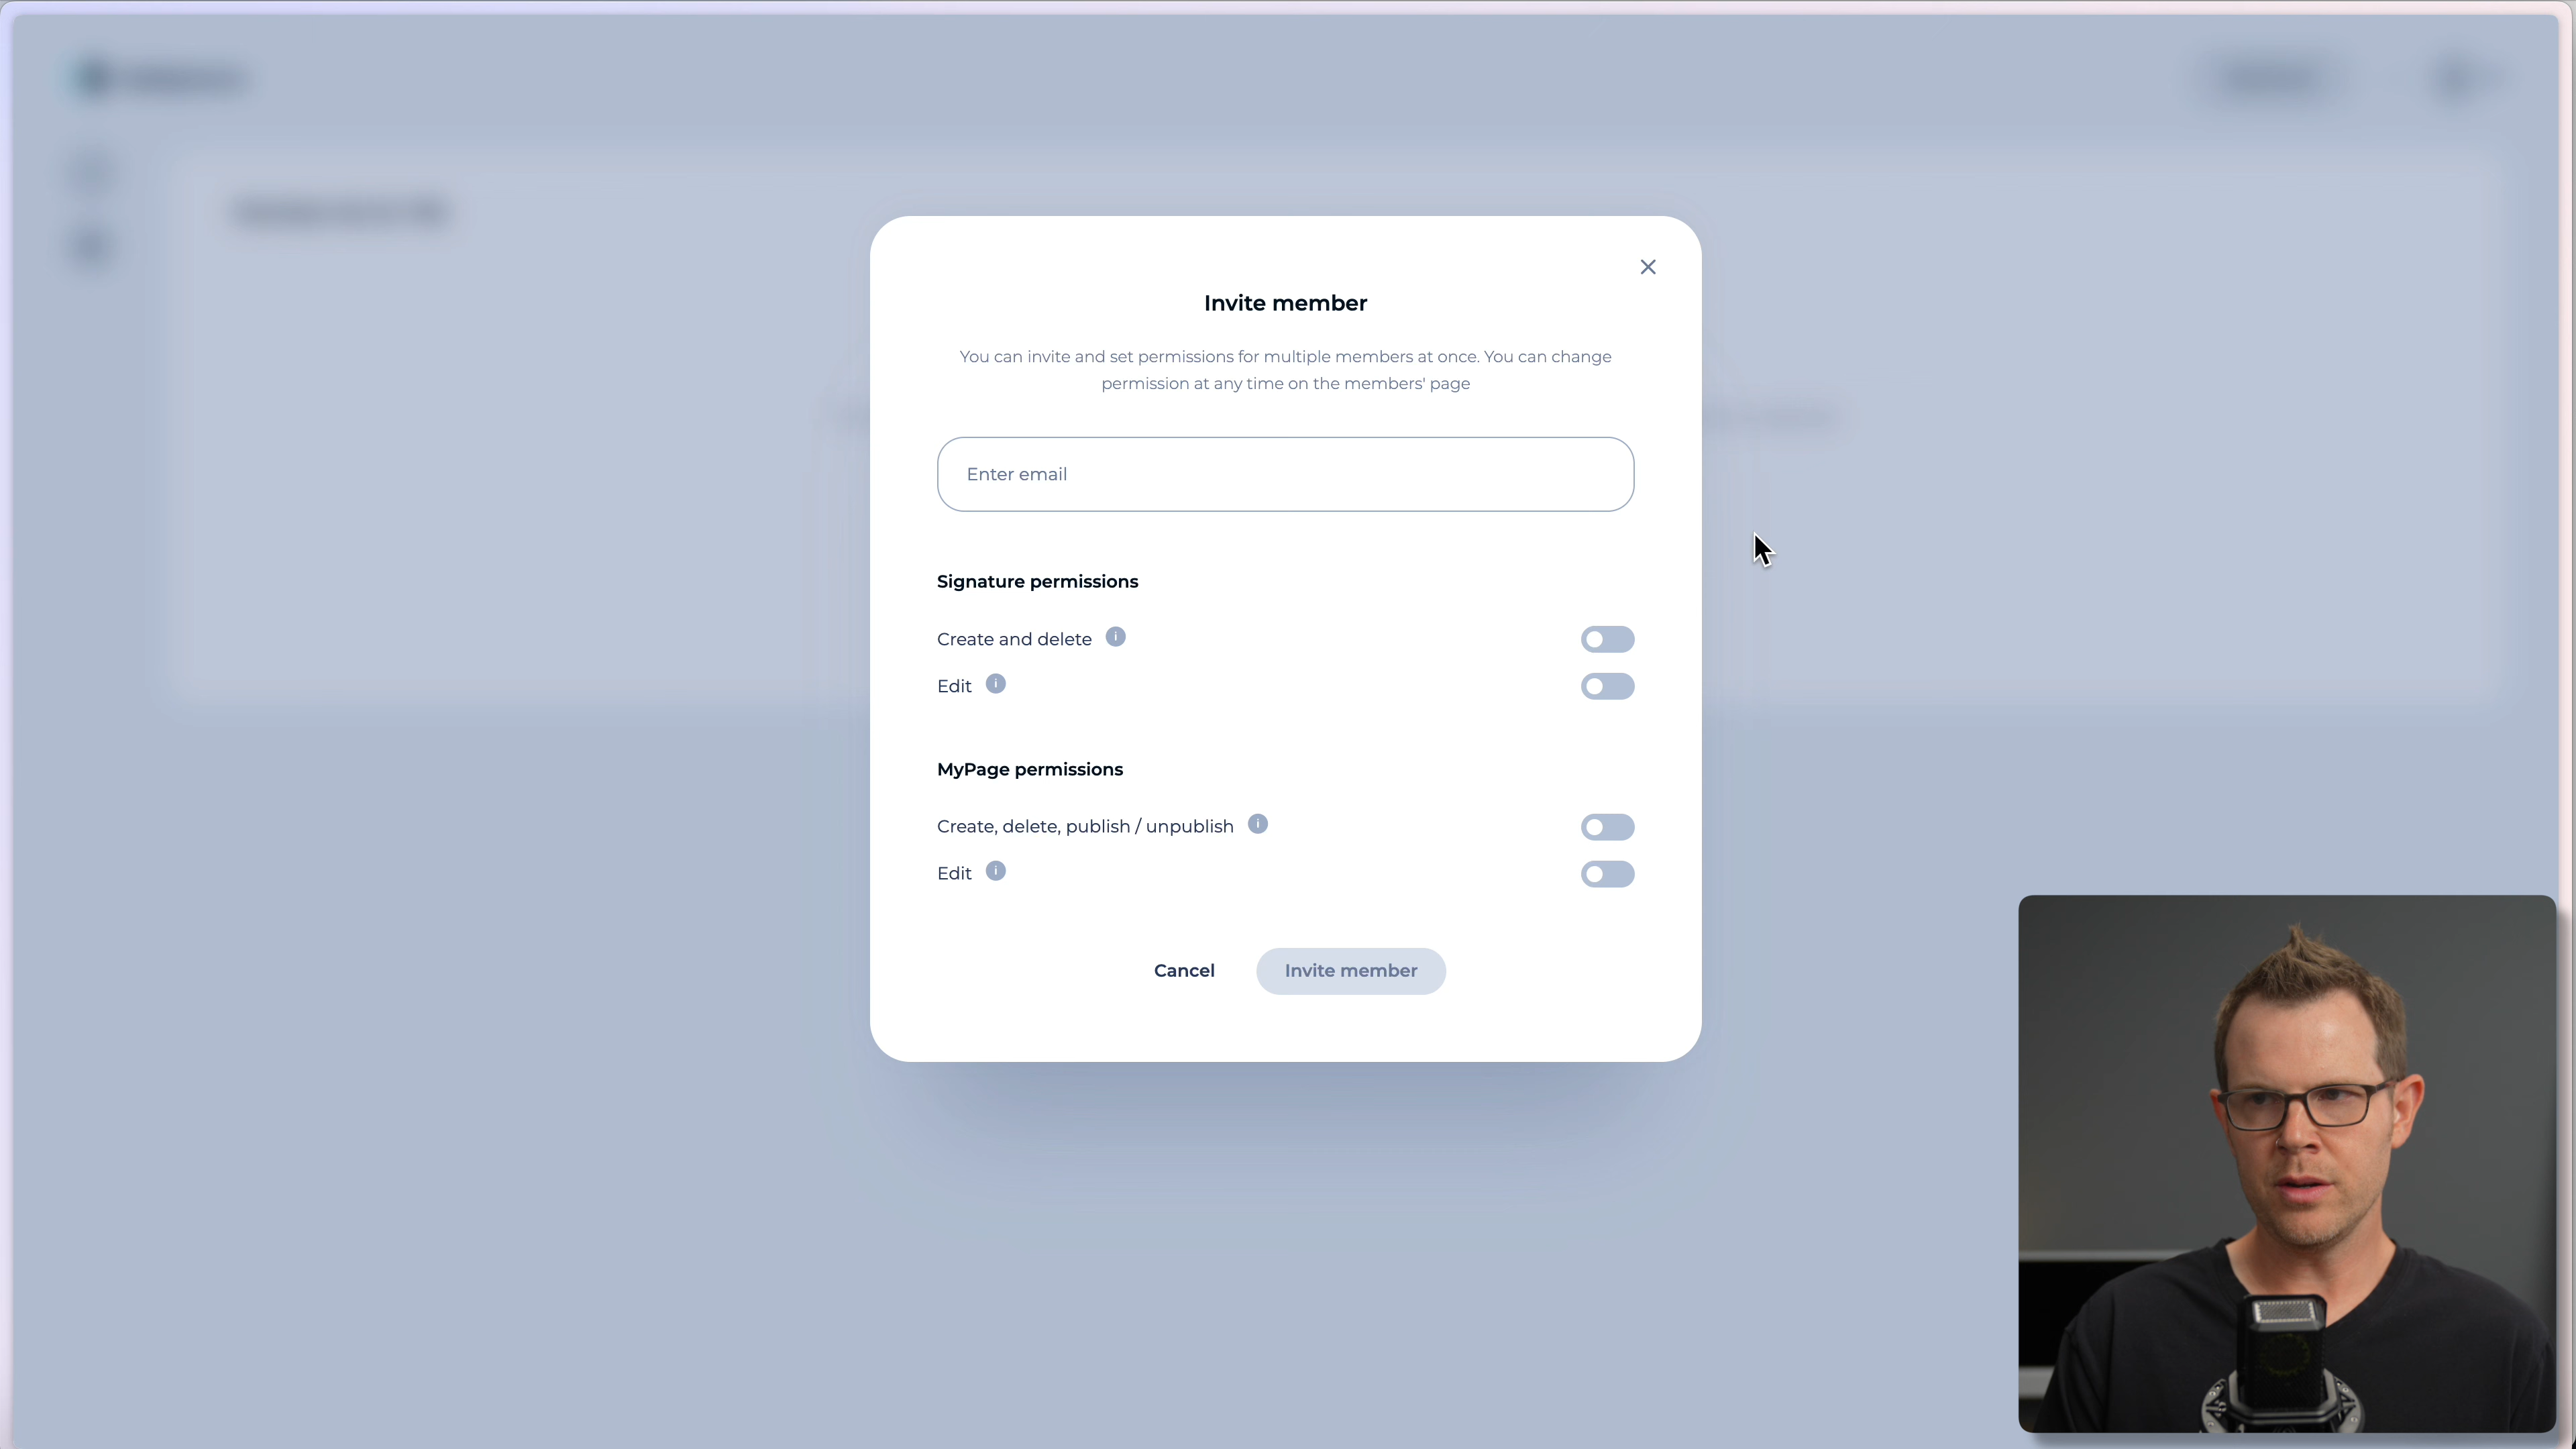 Invite member
You can invite and set permissions for multiple members at once. You can change
permission at any time on the members' page
Enter email
Signature permissions
Create and delete
Edit
MyPage permissions
Create, delete, publish / unpublish
Edit
Cancel
Invite member